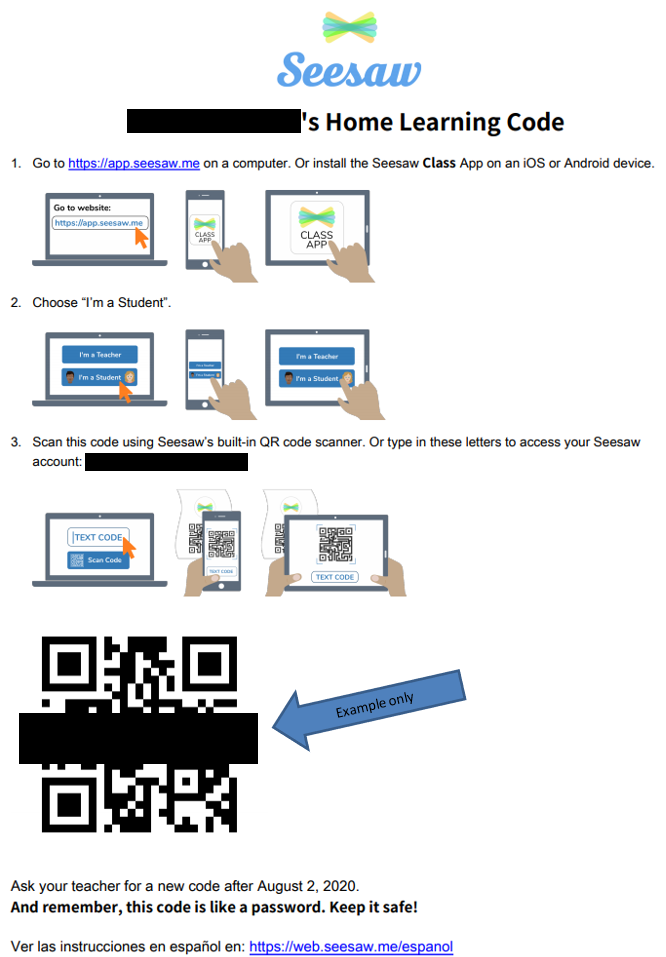 Seesaw
's Home Learning Code
1. Go to https://app.seesaw.me on a computer. Or install the Seesaw Class App on an iOS or Android device.
Go to website:
https://app.seesaw.me
CLASS
APP
CLASS
APP
2. Choose “I’m a Student”.
I'm a Teacher
I'm a Student
I'm a Teacher
I'm a Student
I'm a Teacher
I'm a Student
3. Scan this code using Seesaw’s built-in QR code scanner. Or type in these letters to access your Seesaw
account:
TEXT CODE
Scan Code
TEXT CODE
TEXT CODE
Example only
Ask your teacher for a new code after August 2, 2020.
And remember, this code is like a password. Keep it safe!
Ver las instrucciones en español en: https://web.seesaw.me/espanol